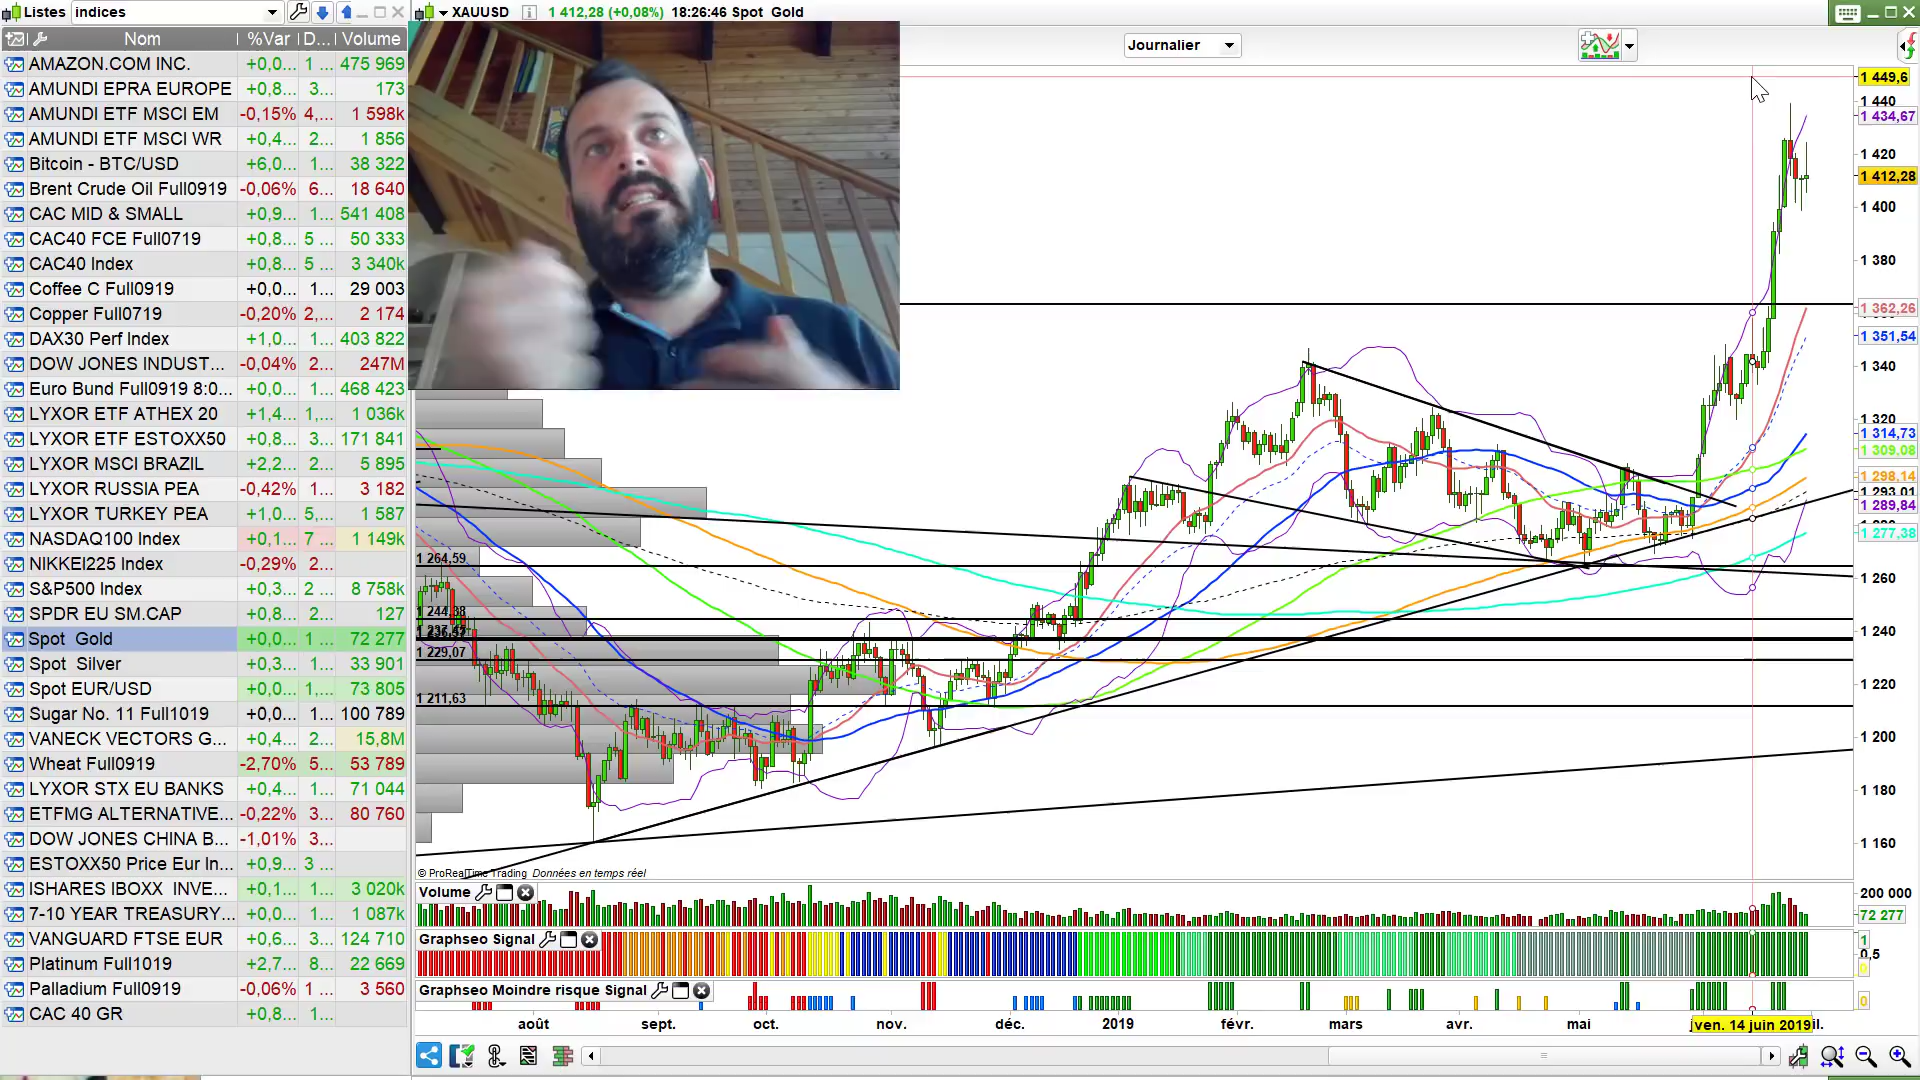 Listes indices
Nom %Var D... Volume
AMAZON.COM INC. +0,0... 1 ... 475 969
AMUNDI EPRA EUROPE +0,8... 3... 173
AMUNDI ETF MSCI EM -0,15% 4,... 1 598k
AMUNDI ETF MSCI WR +0,4... 2... 1 856
Bitcoin - BTC/USD +6,0... 1... 38 322
Brent Crude Oil Full0919 -0,06% 6... 18 640
CAC MID & SMALL +0,9... 1... 541 408
CAC40 FCE Full0719 +0,8... 5 ... 50 333
CAC40 Index +0,8... 5 ... 3 340k
Coffee C Full0919 +0,0... 1... 29 003
Copper Full0719 -0,20% 2,... 2 174
DAX30 Perf Index +1,0... 1... 403 822
DOW JONES INDUST... -0,04% 2... 247M
Euro Bund Full0919 8:0... +0,0... 1... 468 423
LYXOR ETF ATHEX 20 +1,4... 1,... 1 036k
LYXOR ETF ESTOXX50 +0,8... 3... 171 841
LYXOR MSCI BRAZIL +2,2... 2... 5 895
LYXOR RUSSIA PEA -0,42% 1... 3 182
LYXOR TURKEY PEA +1,0... 5,... 1 587
NASDAQ100 Index +0,1... 7 ... 1 149k
NIKKEI225 Index -0,29% 2...
S&P500 Index +0,3... 2... 8 758k
SPDR EU SM.CAP +0,8... 2... 127
Spot Gold +0,0... 1... 72 277
Spot Silver +0,3... 1... 33 901
Spot EUR/USD +0,0... 1,... 73 805
Sugar No. 11 Full1019 +0,0... 1... 100 789
VANECK VECTORS G... +0,4... 2... 15,8M
Wheat Full0919 -2,70% 5... 53 789
LYXOR STX EU BANKS +0,4... 1... 71 044
ETFMG ALTERNATIVE... -0,22% 3... 80 760
DOW JONES CHINA B... -1,01% 3...
ESTOXX50 Price Eur In... +0,9... 3 ...
ISHARES IBOXX INVE... +0,1... 1... 3 020k
7-10 YEAR TREASURY... +0,0... 1... 1 087k
VANGUARD FTSE EUR +0,6... 3... 124 710
Platinum Full1019 +2,7... 8... 22 669
Palladium Full0919 -0,06% 1 ... 3 560
CAC 40 GR +0,8... 1...
XAUUSD 1 412,28 (+0,08%) 18:26:46 Spot Gold
Journalier
1 449,6
1 440
1 434,67
1 420
1 412,28
1 400
1 380
1 362,26
1 351,54
1 340
1 320
1 314,73
1 309,08
1 298,14
1 293,01
1 289,84
1 277,38
1 260
1 240
1 220
1 200
1 180
1 160
1 264,59
1 244,38
1 229,07
1 211,63
© ProRealTime Trading Données en temps réel
Volume
200 000
72 277
Graphseo Signal
1
0,5
0
Graphseo Moindre risque Signal
0
août sept. oct. nov. déc. 2019 févr. mars avr. mai ven. 14 juin 2019 il.